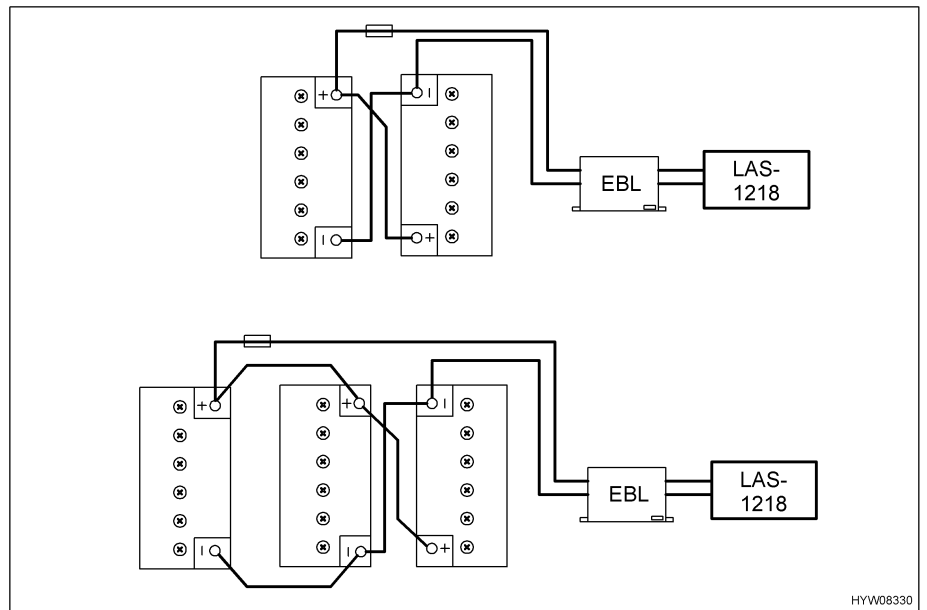 +
–
EBL
LAS-
1218
–
+
+
+
–
EBL
LAS-
1218
–
–
+
HYW08330